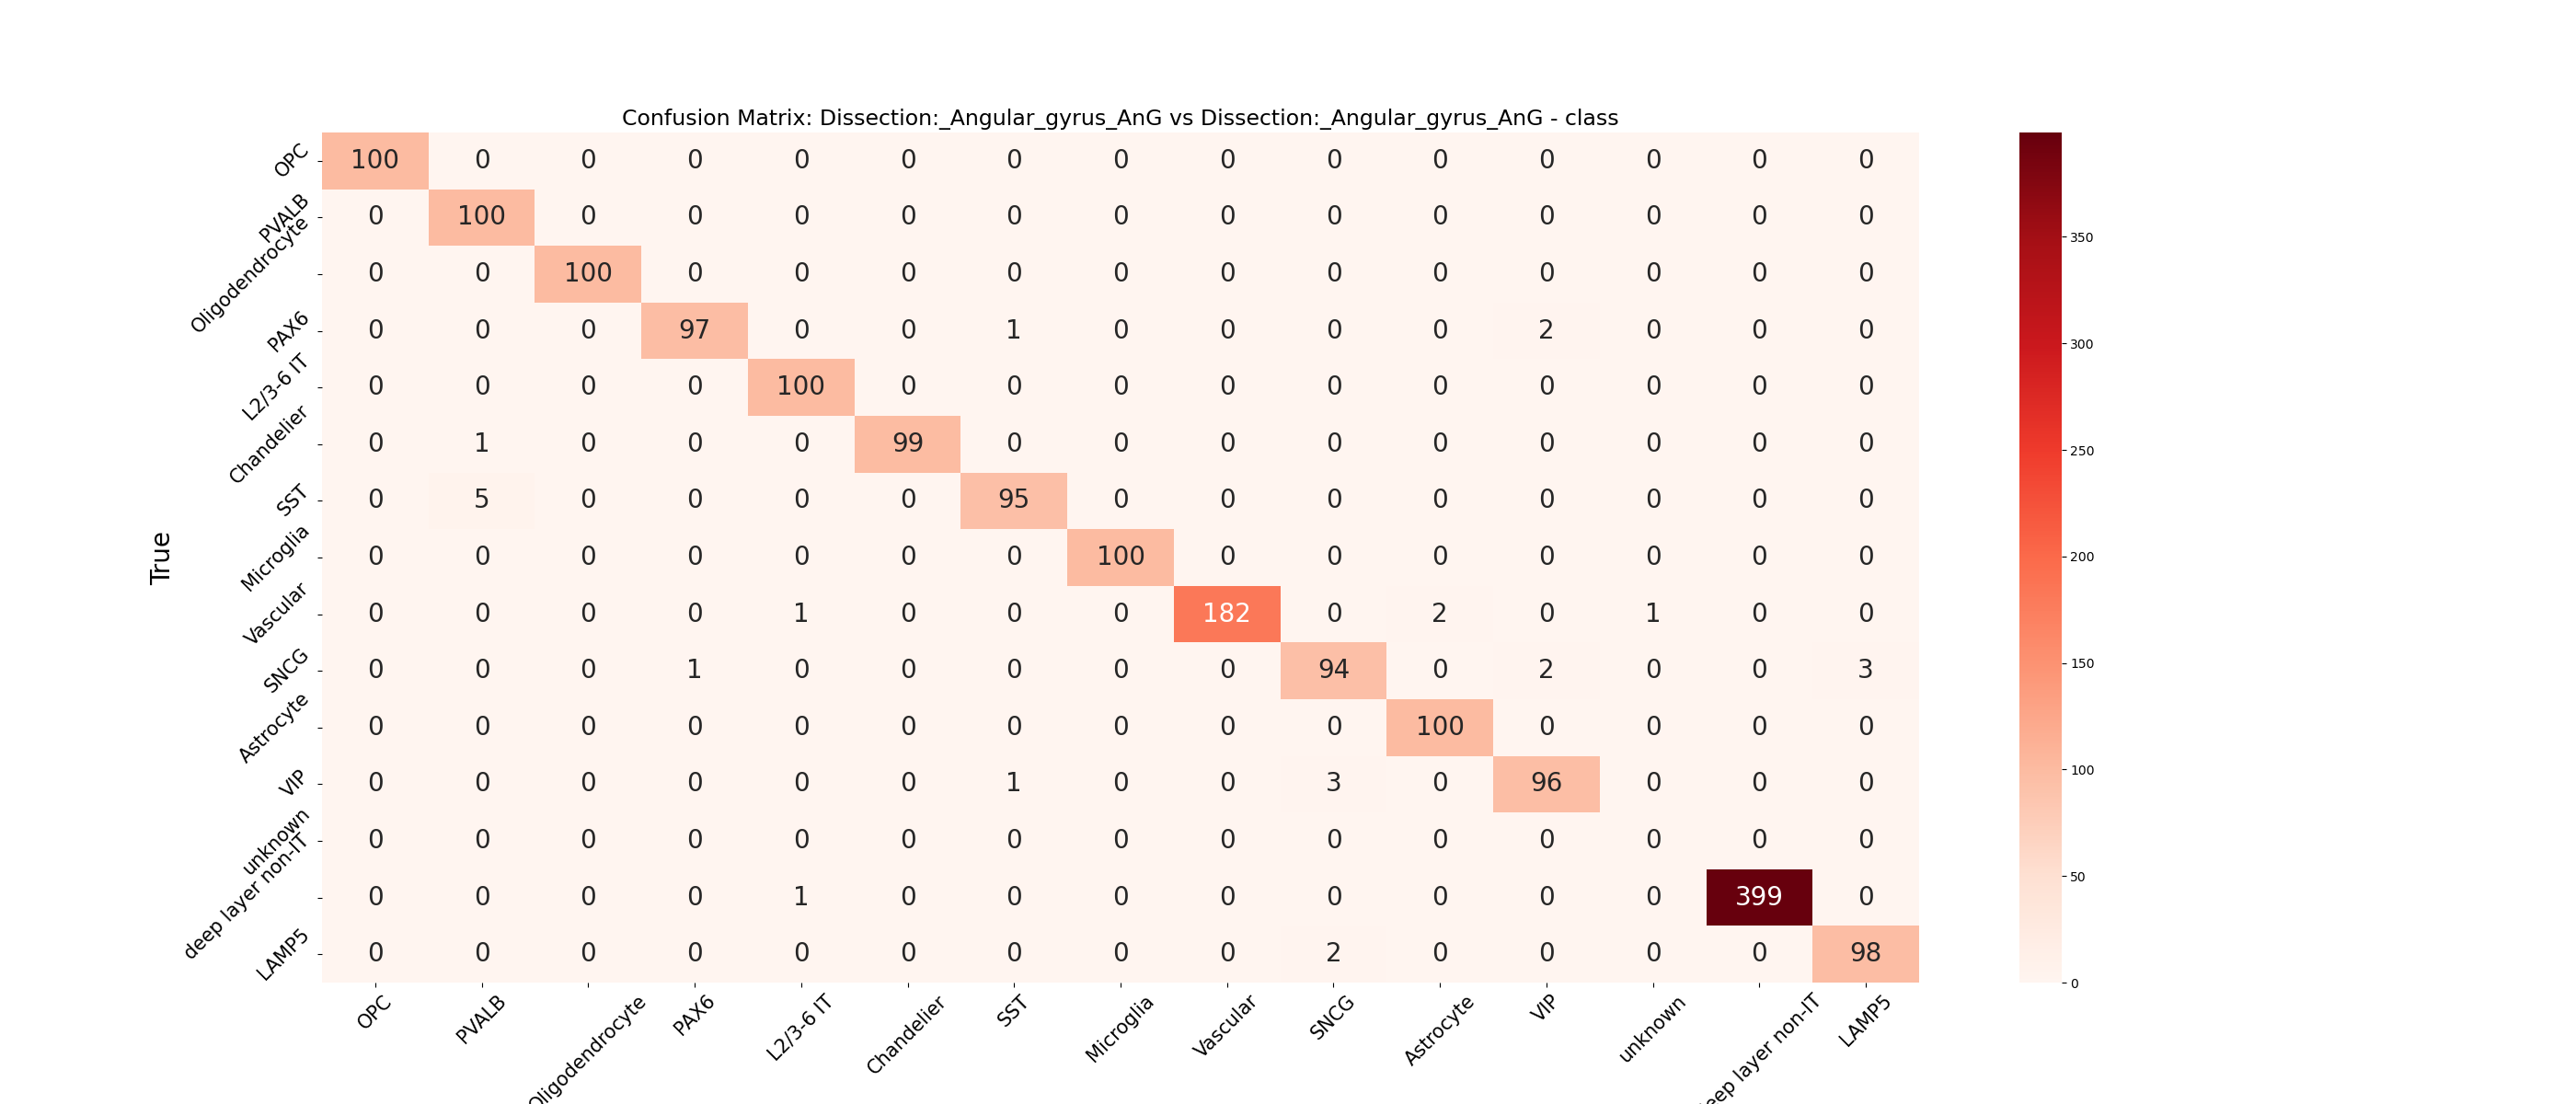 Confusion Matrix: Dissection:_Angular_gyrus_AnG vs Dissection:_Angular_gyrus_AnG - class
True
OPC 100 0 0 0 0 0 0 0 0 0 0 0 0 0 0
PVALB 0 100 0 0 0 0 0 0 0 0 0 0 0 0 0
Oligodendrocyte 0 0 100 0 0 0 0 0 0 0 0 0 0 0 0
PAX6 0 0 0 97 0 0 1 0 0 0 0 2 0 0 0
L2/3-6 IT 0 0 0 0 100 0 0 0 0 0 0 0 0 0 0
Chandelier 0 1 0 0 0 99 0 0 0 0 0 0 0 0 0
SST 0 5 0 0 0 0 95 0 0 0 0 0 0 0 0
Microglia 0 0 0 0 0 0 0 100 0 0 0 0 0 0 0
Vascular 0 0 0 0 1 0 0 0 182 0 2 0 1 0 0
SNCG 0 0 0 1 0 0 0 0 0 94 0 2 0 0 3
Astrocyte 0 0 0 0 0 0 0 0 0 0 100 0 0 0 0
VIP 0 0 0 0 0 0 1 0 0 3 0 96 0 0 0
unknown 0 0 0 0 0 0 0 0 0 0 0 0 0 0 0
deep layer non-IT 0 0 0 0 1 0 0 0 0 0 0 0 0 399 0
LAMP5 0 0 0 0 0 0 0 0 0 2 0 0 0 0 98
OPC PVALB Oligodendrocyte PAX6 L2/3-6 IT Chandelier SST Microglia Vascular SNCG Astrocyte VIP unknown layer non-IT LAMP5
350
300
250
200
150
100
50
0